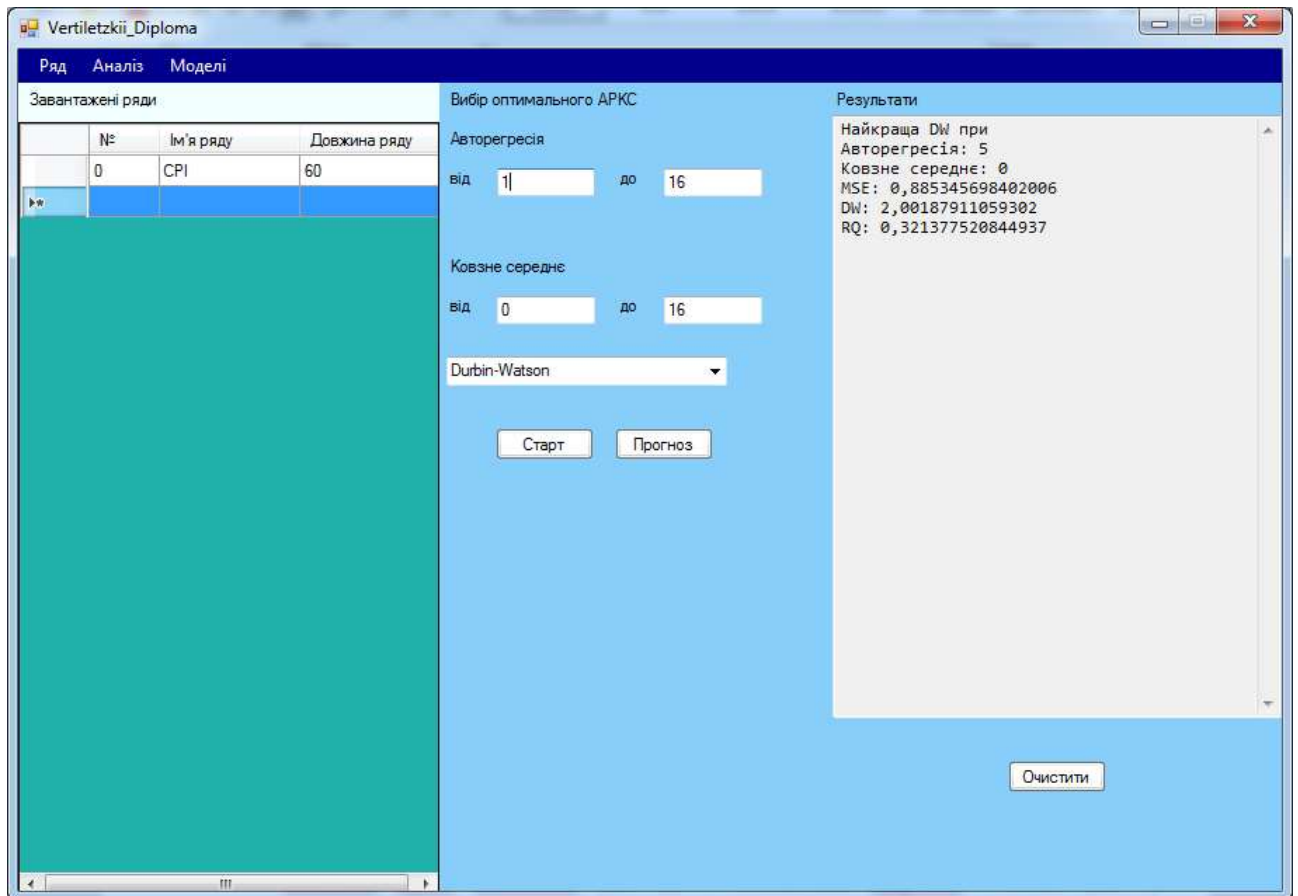 Vertiletzkii_Diploma
Ряд Аналіз Моделі
Завантажені ряди
№ Ім'я ряду Довжина ряду
0 CPI 60
Вибір оптимального АРКС
Авторегресія
від 1 до 16
Ковзне середнє
від 0 до 16
Durbin-Watson
Старт Прогноз
Результати
Найкраща DW при
Авторегресія: 5
Ковзне середнє: 0
MSE: 0,885345698402006
DW: 2,00187911059302
RQ: 0,321377520844937
Очистити